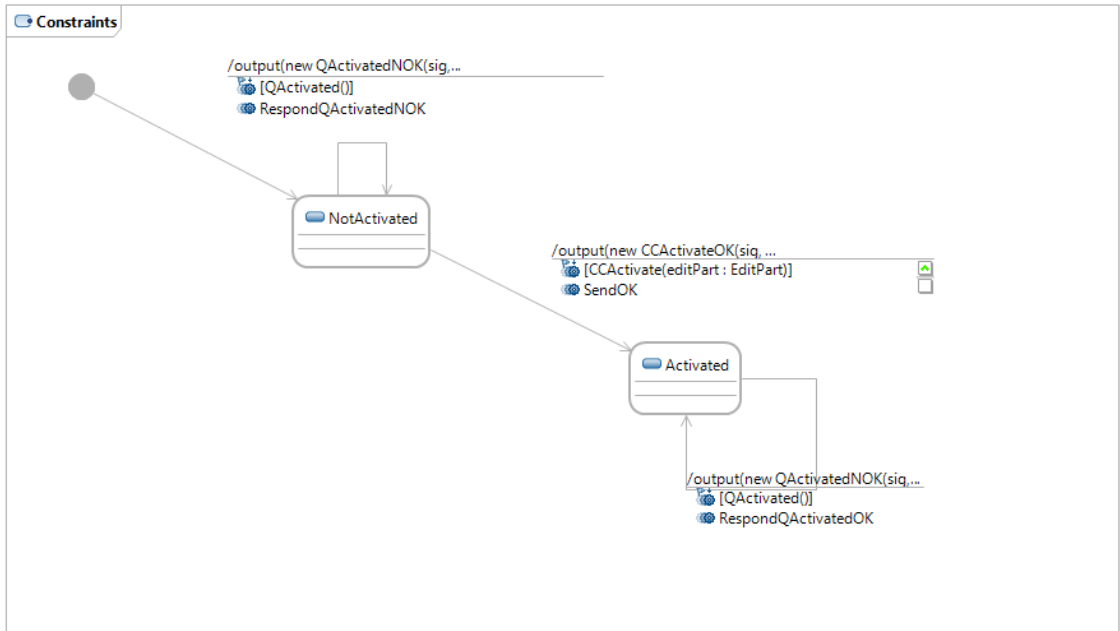 Constraints
/output(new QActivatedNOK(sig,...
[QActivated()]
RespondQActivatedNOK
NotActivated
/output(new CCActivateOK(sig, ...
[CCActivate(editPart : EditPart)]
SendOK
Activated
/output(new QActivatedNOK(sig,...
[QActivated()]
RespondQActivatedOK